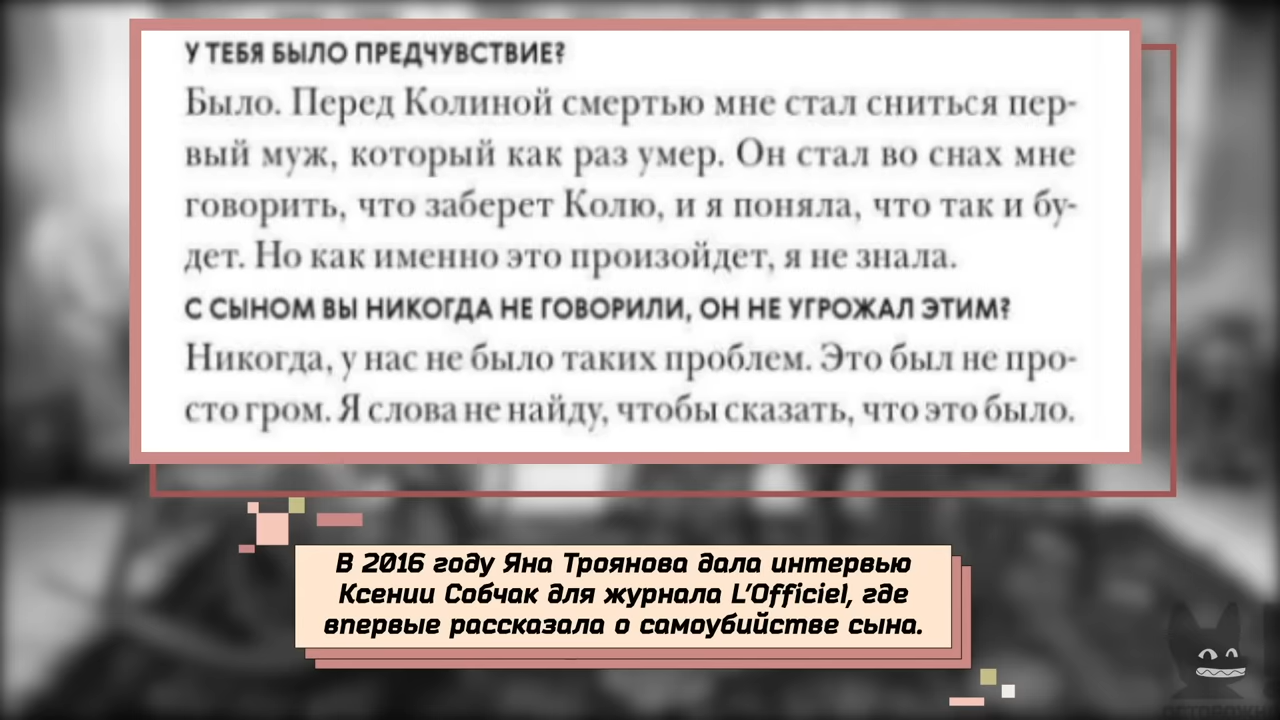 У ТЕБЯ БЫЛО ПРЕДЧУВСТВИЕ?
Было. Перед Колиной смертью мне стал сниться пер-
вый муж, который как раз умер. Он стал во снах мне
говорить, что заберет Колю, и я поняла, что так и бу-
дет. Но как именно это произойдет, я не знала.
С СЫНОМ ВЫ НИКОГДА НЕ ГОВОРИЛИ, ОН НЕ УГРОЖАЛ ЭТИМ?
Никогда, у нас не было таких проблем. Это был не про-
сто гром. Я слова не найду, чтобы сказать, что это было.
В 2016 году Яна Троянова дала интервью
Ксении Собчак для журнала L’Officiel, где
впервые рассказала о самоубийстве сына.